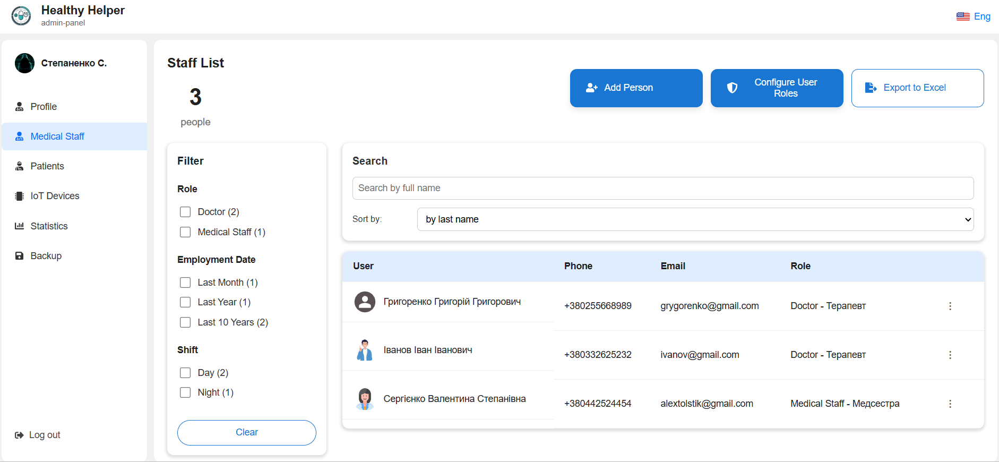 Healthy Helper
admin-panel
Eng
Степаненко С.
Profile
Medical Staff
Patients
IoT Devices
Statistics
Backup
Log out
Staff List
3
people
Add Person
Configure User
Roles
Export to Excel
Filter
Role
Doctor (2)
Medical Staff (1)
Employment Date
Last Month (1)
Last Year (1)
Last 10 Years (2)
Shift
Day (2)
Night (1)
Clear
Search
Search by full name
Sort by: by last name
User Phone Email Role
Григоренко Григорій Григорович +380255668989 grygorenko@gmail.com Doctor - Терапевт
Іванов Іван Іванович +380332625232 ivanov@gmail.com Doctor - Терапевт
Сергієнко Валентина Степанівна +380442524454 alextolstik@gmail.com Medical Staff - Медсестра